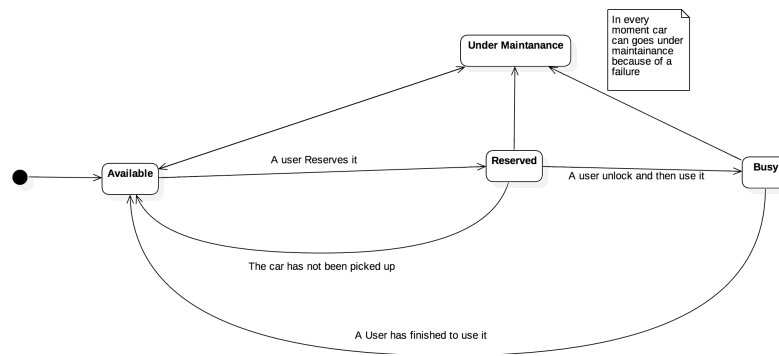 In every
moment car
can goes under
maintainance
because of a
failure
Under Maintanance
Available
A user Reserves it
Reserved
A user unlock and then use it
Busy
The car has not been picked up
A User has finished to use it